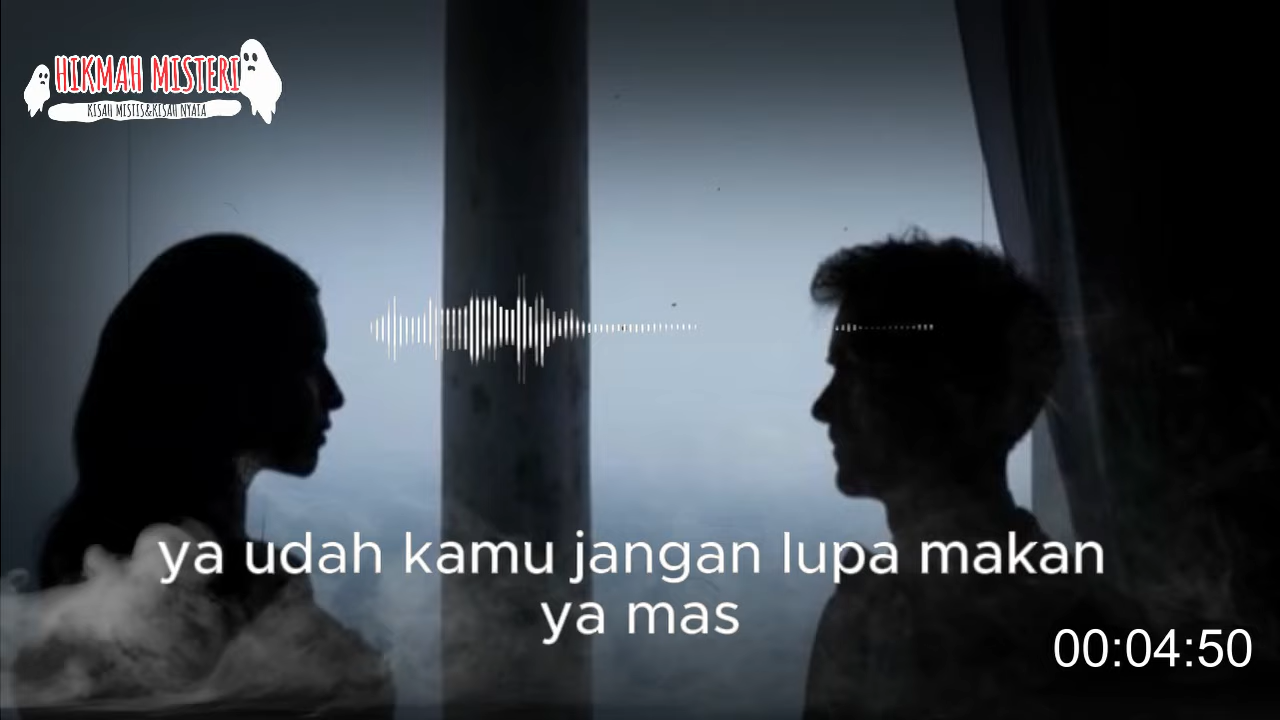 HIKMAH MISTERI
KISAH MISTIS&KISAH NYATA
ya udah kamu jangan lupa makan
ya mas
00:04:50